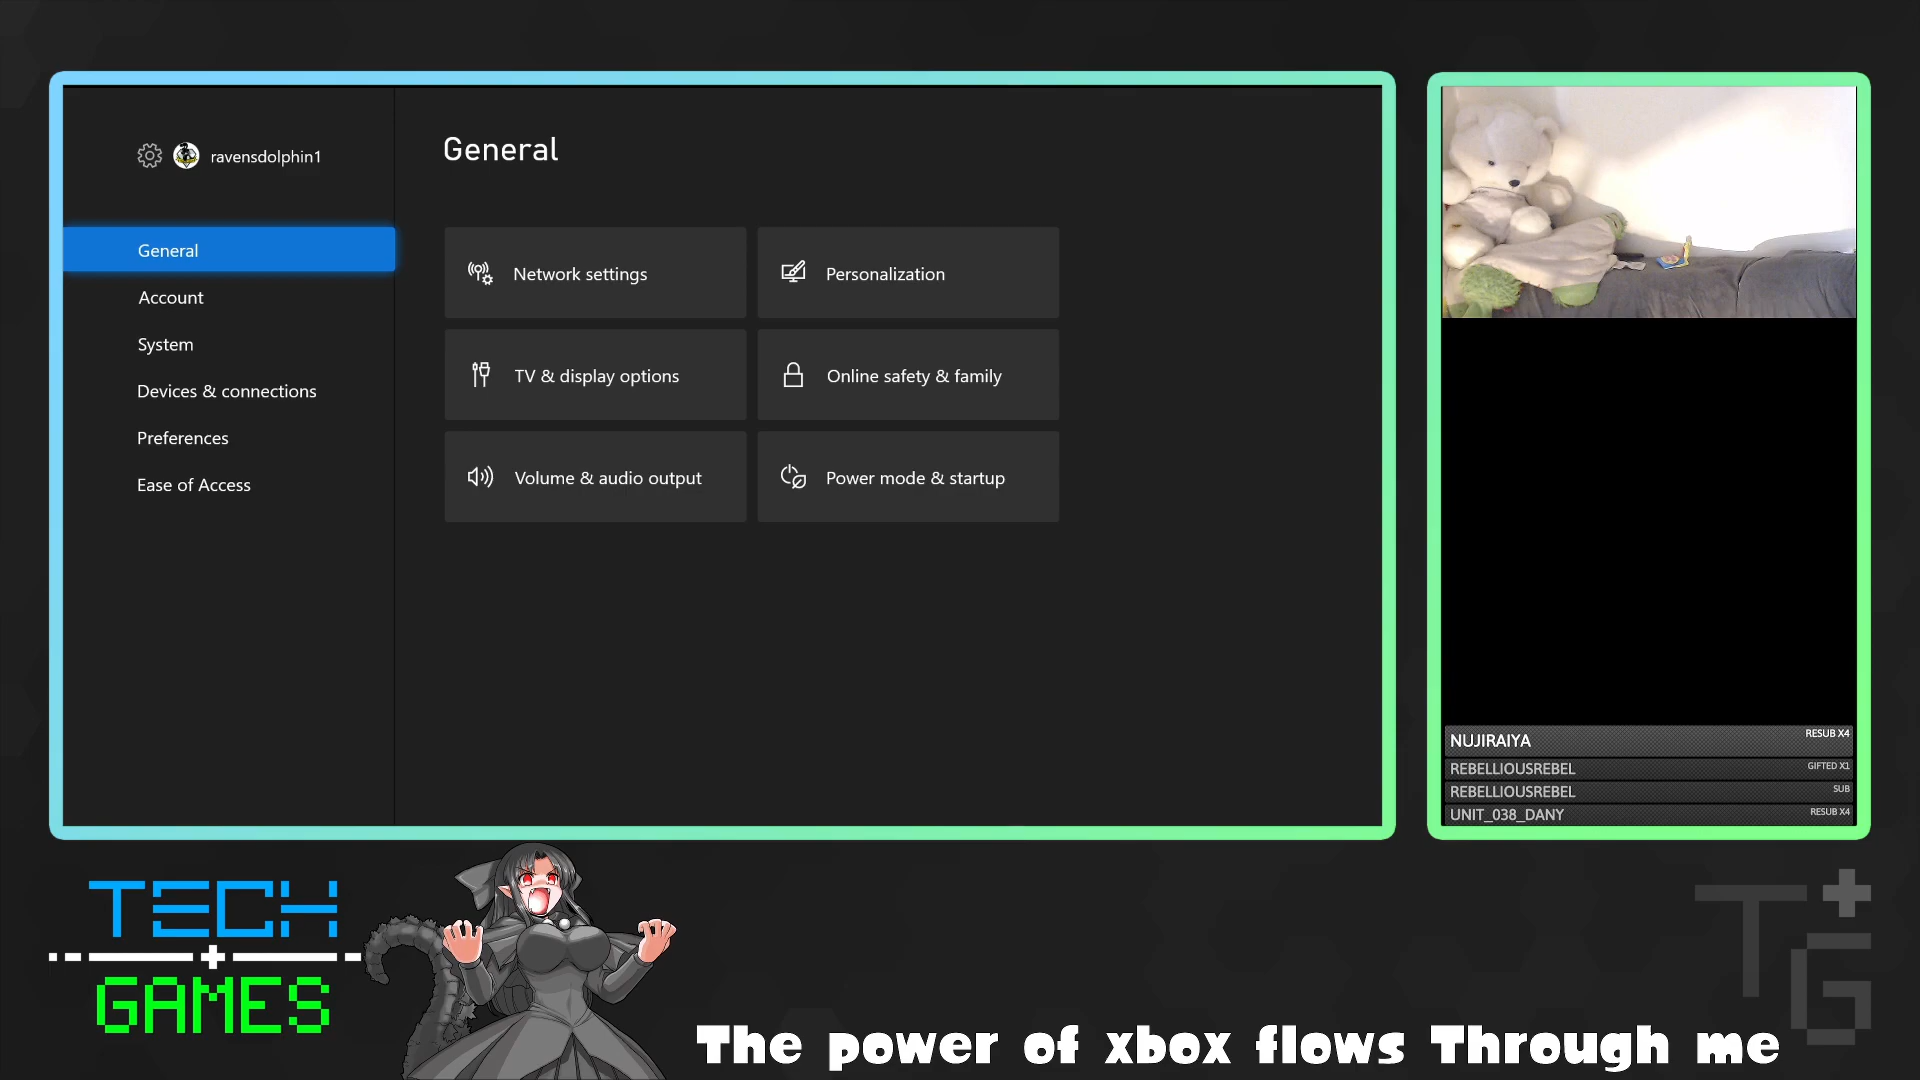 ravensdolphin1
General
Account
System
Devices & connections
Preferences
Ease of Access
General
Network settings
Personalization
TV & display options
Online safety & family
Volume & audio output
Power mode & startup
NUJIRAIYA RESUB X4
REBELLIOUSREBEL GIFTED X1
REBELLIOUSREBEL SUB
UNIT_038_DANY RESUB X4
TECH
GAMES
The power of xbox flows Through me
T+
G